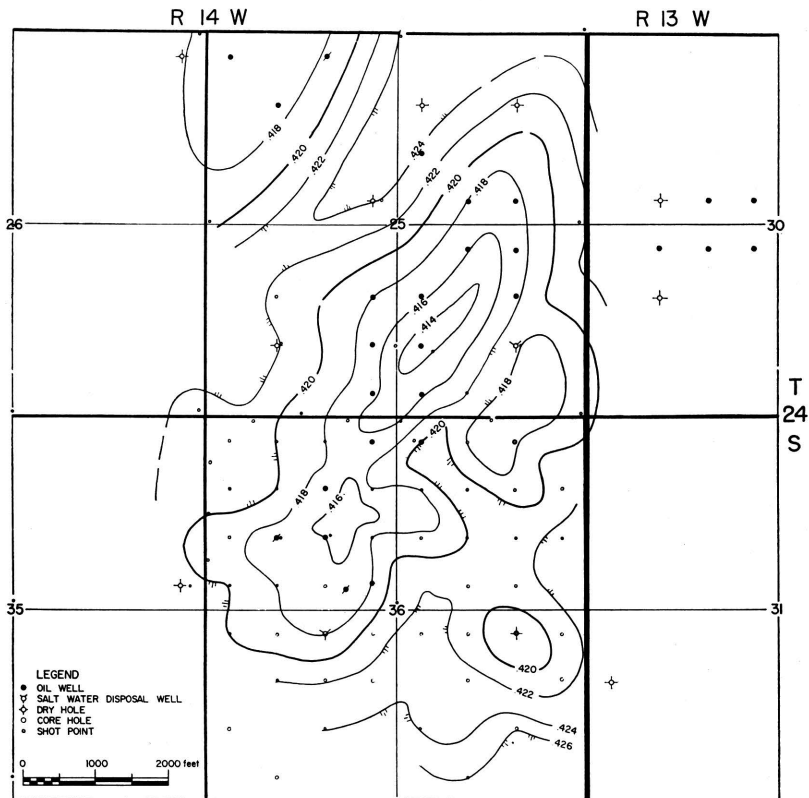 R 14 W
R 13 W
.418
.420
.422
.424
.422
.420
.418
26
25
30
.416
.414
.420
.418
T
24
S
.420
.418
.416
35
36
31
.420
.422
.424
.426
LEGEND
OIL WELL
SALT WATER DISPOSAL WELL
DRY HOLE
CORE HOLE
SHOT POINT
0 1000 2000 feet